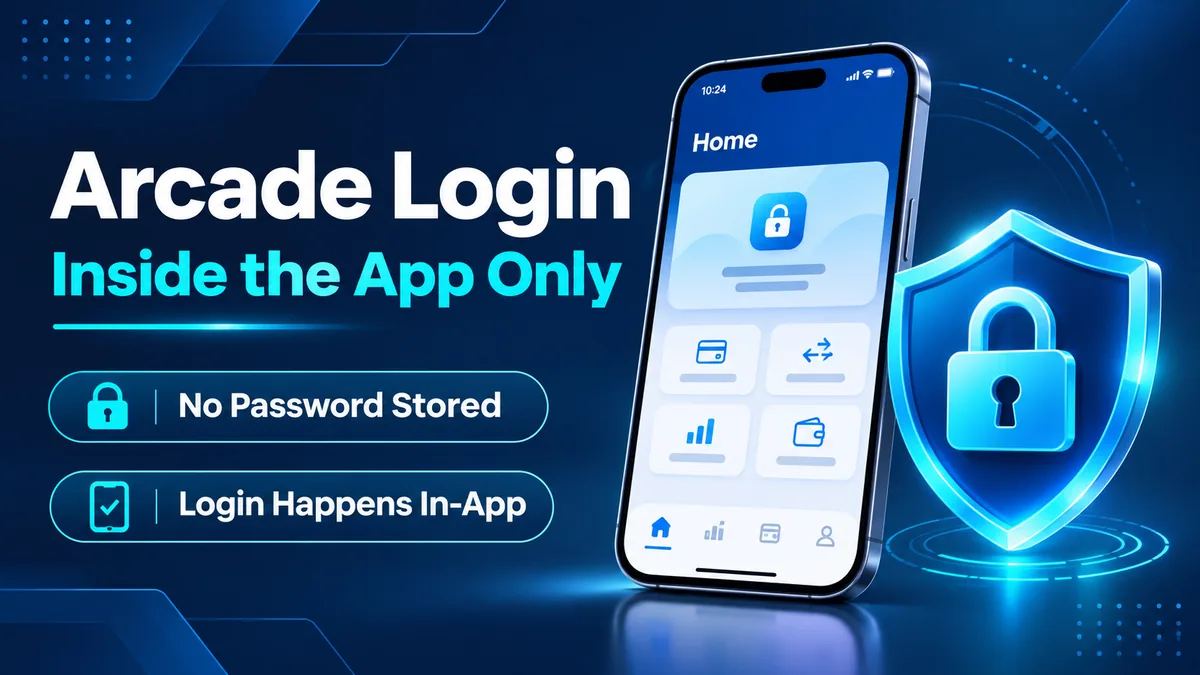 Arcade Login
Inside the App Only
No Password Stored
Login Happens In-App
10:24
Home